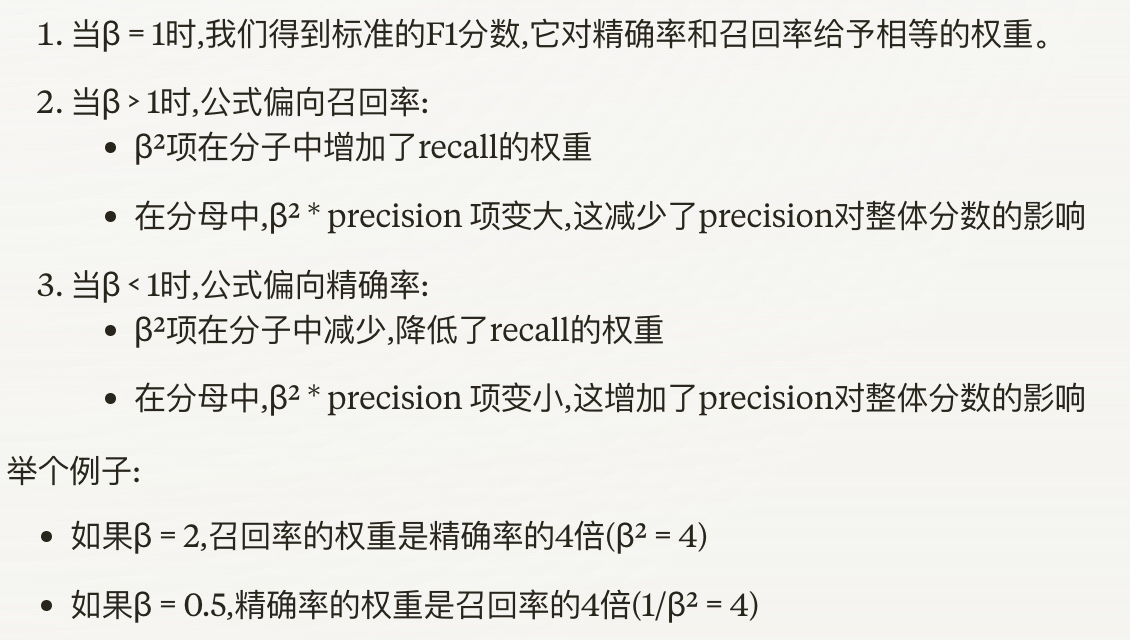 1. 当β = 1时,我们得到标准的F1分数,它对精确率和召回率给予相等的权重。
2. 当β > 1时,公式偏向召回率:
• β²项在分子中增加了recall的权重
• 在分母中,β² * precision 项变大,这减少了precision对整体分数的影响
3. 当β < 1时,公式偏向精确率:
• β²项在分子中减少,降低了recall的权重
• 在分母中,β² * precision 项变小,这增加了precision对整体分数的影响
举个例子:
• 如果β = 2,召回率的权重是精确率的4倍(β² = 4)
• 如果β = 0.5,精确率的权重是召回率的4倍(1/β² = 4)